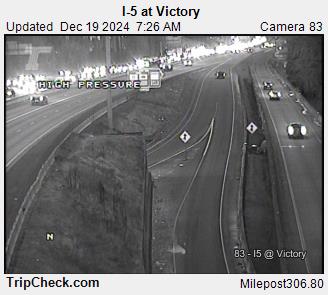 I-5 at Victory
Updated Dec 19 2024 7:26 AM Camera 83
HIGH PRESSURE
N
83 - I5 @ Victory
TripCheck.com Milepost306.80